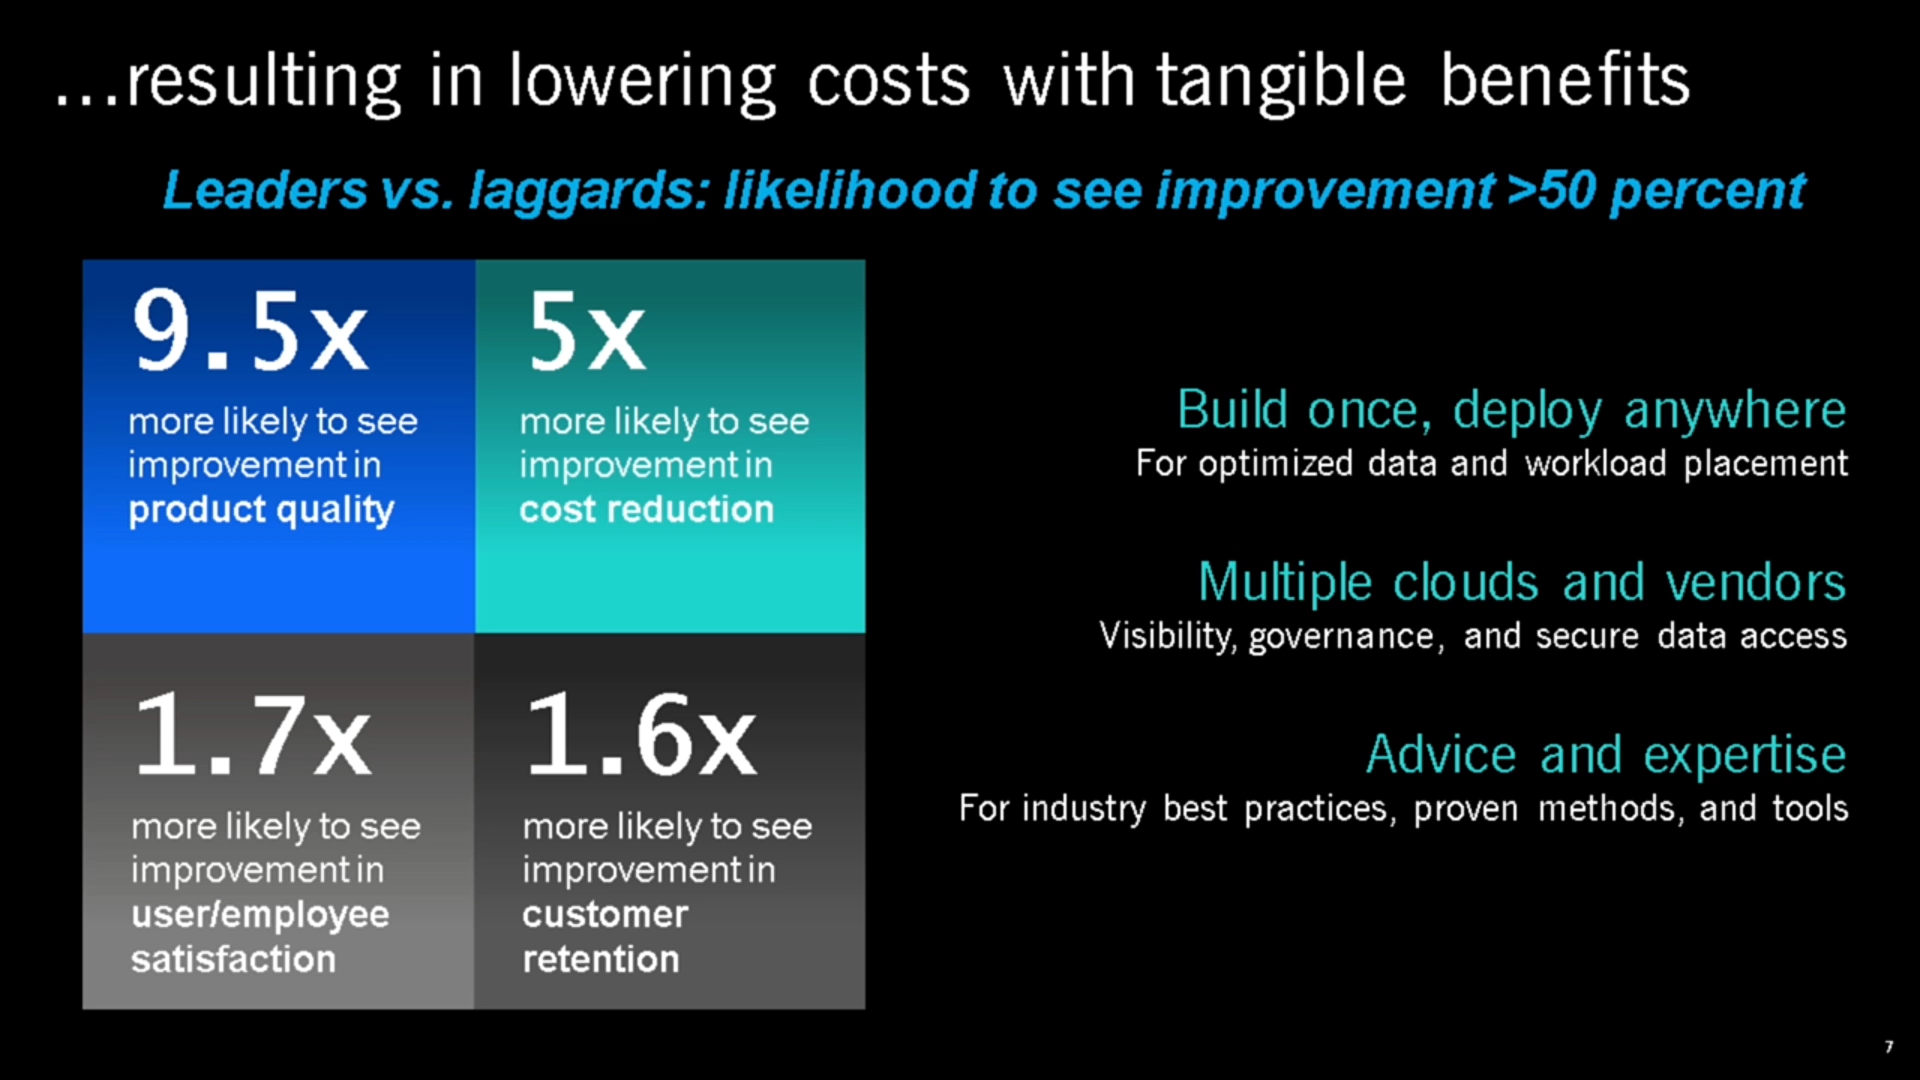 ...resulting in lowering costs with tangible benefits
Leaders vs. laggards: likelihood to see improvement >50 percent
9.5x
more likely to see
improvement in
product quality
5x
more likely to see
improvement in
cost reduction
1.7x
more likely to see
improvement in
user/employee
satisfaction
1.6x
more likely to see
improvement in
customer
retention
Build once, deploy anywhere
For optimized data and workload placement
Multiple clouds and vendors
Visibility, governance, and secure data access
Advice and expertise
For industry best practices, proven methods, and tools
7